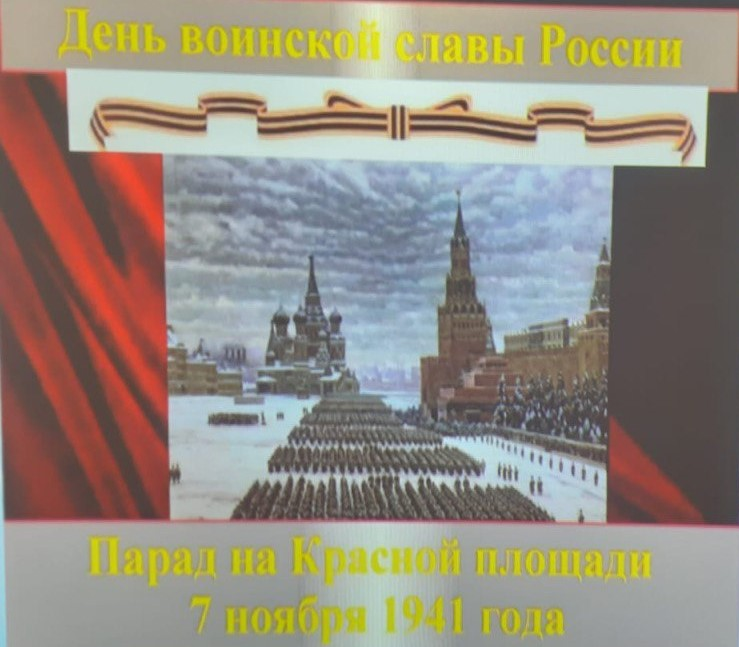 День воинской славы России
Парад на Красной площади
7 ноября 1941 года